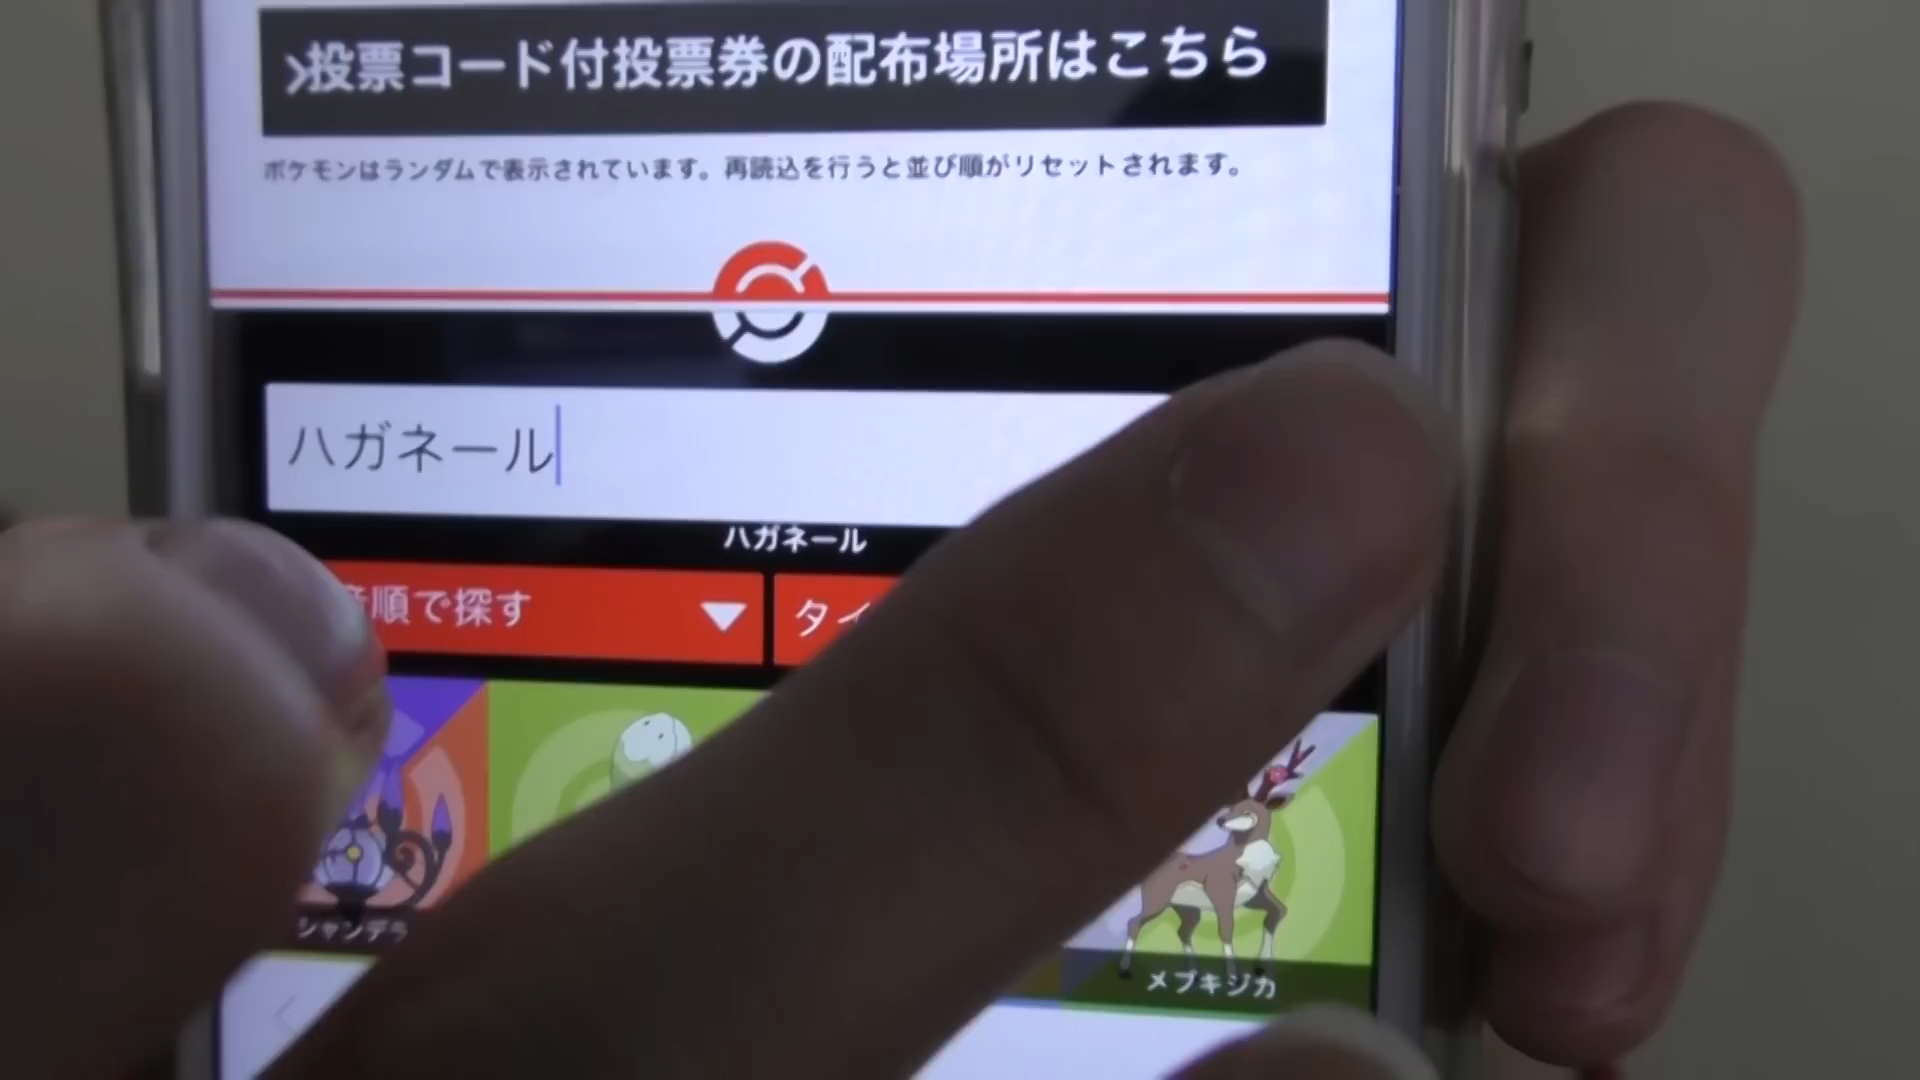 ›投票コード付投票券の配布場所はこちら
ポケモンはランダムで表示されています。再読込を行うと並び順がリセットされます。
ハガネール
ハガネール
音順で探す
タイ
シャンデラ
メブキジカ